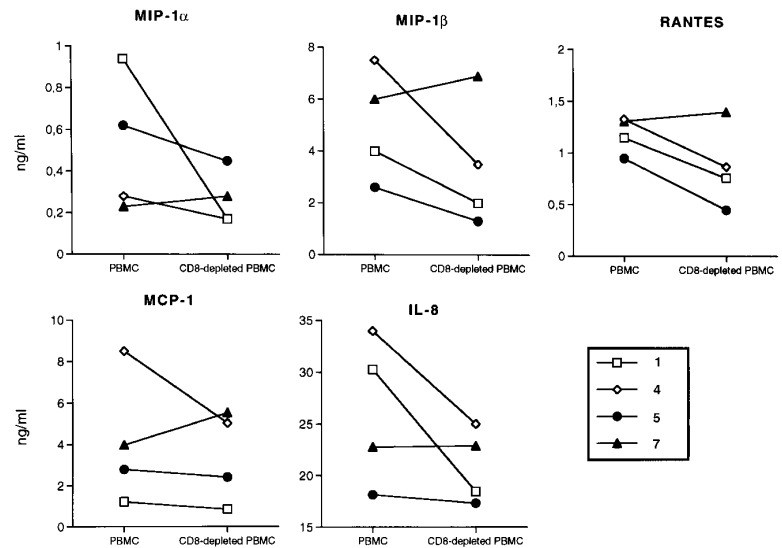 MIP-1α
MIP-1β
RANTES
ng/ml
1
0,8
0,6
0,4
0,2
0
PBMC
CD8-depleted PBMC
8
6
4
2
0
PBMC
CD8-depleted PBMC
2
1,5
1
0,5
0
PBMC
CD8-depleted PBMC
MCP-1
IL-8
ng/ml
10
8
6
4
2
0
PBMC
CD8-depleted PBMC
35
30
25
20
15
PBMC
CD8-depleted PBMC
1
4
5
7